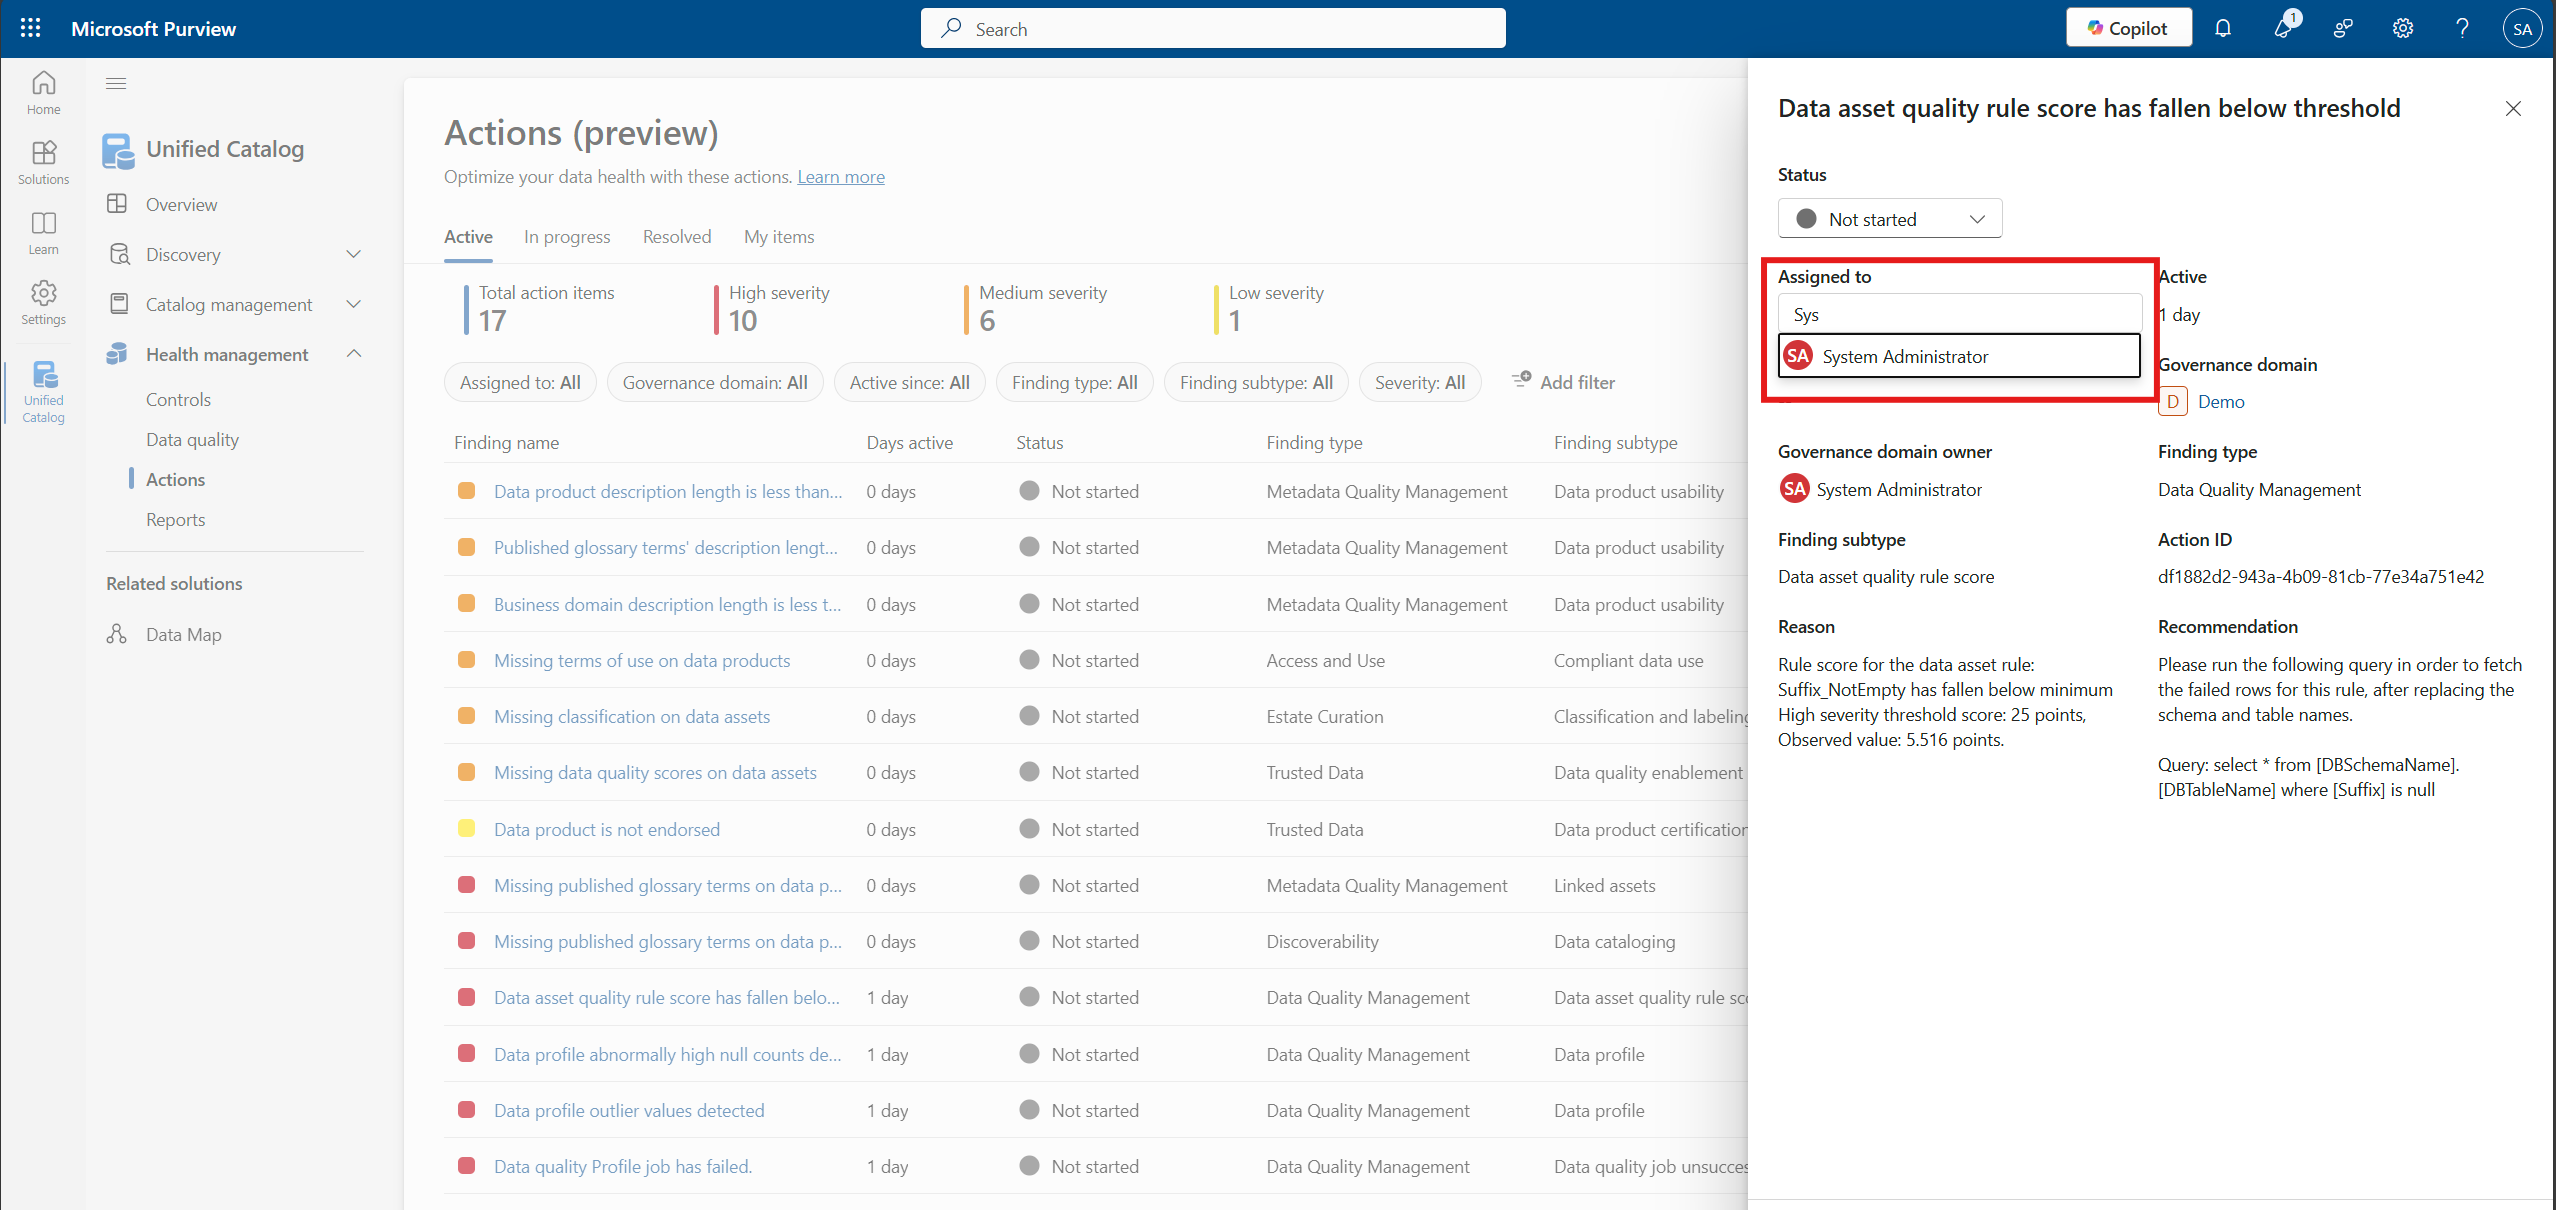 Microsoft Purview
Search
Copilot
1
SA
Home
Solutions
Learn
Settings
Unified
Catalog
Unified Catalog
Overview
Discovery
Catalog management
Health management
Controls
Data quality
Actions
Reports
Related solutions
Data Map
Actions (preview)
Optimize your data health with these actions. Learn more
Active In progress Resolved My items
Total action items
17
High severity
10
Medium severity
6
Low severity
1
Assigned to: All Governance domain: All Active since: All Finding type: All Finding subtype: All Severity: All Add filter
Finding name Days active Status Finding type Finding subtype
Data product description length is less than... 0 days Not started Metadata Quality Management Data product usability
Published glossary terms' description lengt... 0 days Not started Metadata Quality Management Data product usability
Business domain description length is less t... 0 days Not started Metadata Quality Management Data product usability
Missing terms of use on data products 0 days Not started Access and Use Compliant data use
Missing classification on data assets 0 days Not started Estate Curation Classification and labeling
Missing data quality scores on data assets 0 days Not started Trusted Data Data quality enablement
Data product is not endorsed 0 days Not started Trusted Data Data product certification
Missing published glossary terms on data p... 0 days Not started Metadata Quality Management Linked assets
Missing published glossary terms on data p... 0 days Not started Discoverability Data cataloging
Data asset quality rule score has fallen belo... 1 day Not started Data Quality Management Data asset quality rule sc
Data profile abnormally high null counts de... 1 day Not started Data Quality Management Data profile
Data profile outlier values detected 1 day Not started Data Quality Management Data profile
Data quality Profile job has failed. 1 day Not started Data Quality Management Data quality job unsucces
Data asset quality rule score has fallen below threshold
Status
Not started
Assigned to
Sys
SA System Administrator
Active
1 day
Governance domain
D Demo
Governance domain owner
SA System Administrator
Finding type
Data Quality Management
Finding subtype
Data asset quality rule score
Action ID
df1882d2-943a-4b09-81cb-77e34a751e42
Reason
Rule score for the data asset rule:
Suffix_NotEmpty has fallen below minimum
High severity threshold score: 25 points,
Observed value: 5.516 points.
Recommendation
Please run the following query in order to fetch
the failed rows for this rule, after replacing the
schema and table names.
Query: select * from [DBSchemaName].
[DBTableName] where [Suffix] is null